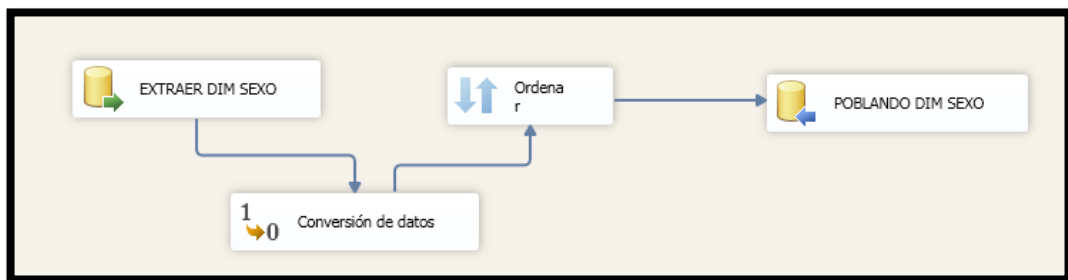 EXTRAER DIM SEXO
Ordena
r
POBLANDO DIM SEXO
1
0
Conversión de datos